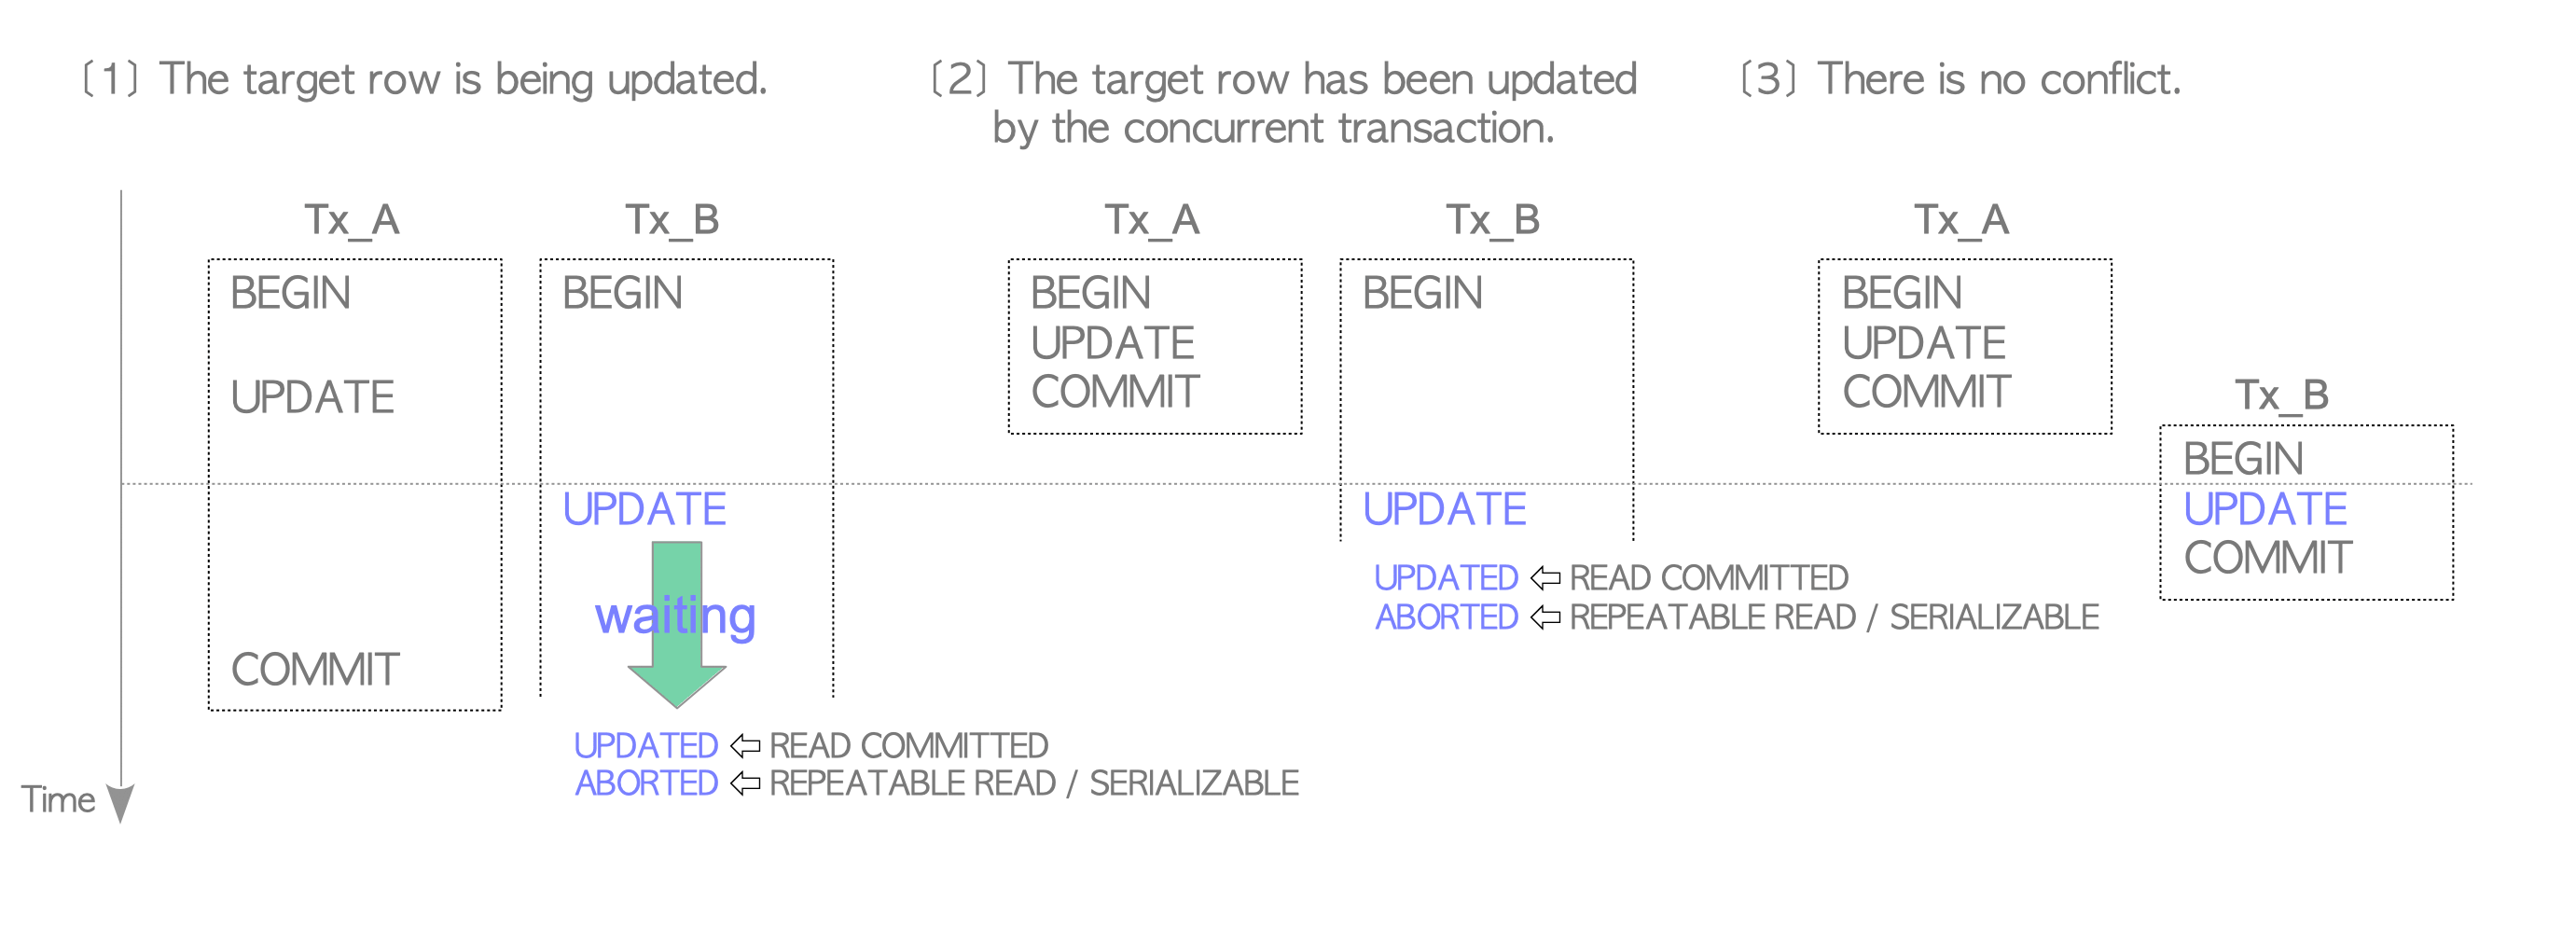 〔1〕 The target row is being updated.
Tx_A
BEGIN
UPDATE
COMMIT
Tx_B
BEGIN
UPDATE
waiting
UPDATED ⇦ READ COMMITTED
ABORTED ⇦ REPEATABLE READ / SERIALIZABLE
〔2〕 The target row has been updated
by the concurrent transaction.
Tx_A
BEGIN
UPDATE
COMMIT
Tx_B
BEGIN
UPDATE
UPDATED ⇦ READ COMMITTED
ABORTED ⇦ REPEATABLE READ / SERIALIZABLE
〔3〕 There is no conflict.
Tx_A
BEGIN
UPDATE
COMMIT
Tx_B
BEGIN
UPDATE
COMMIT
Time